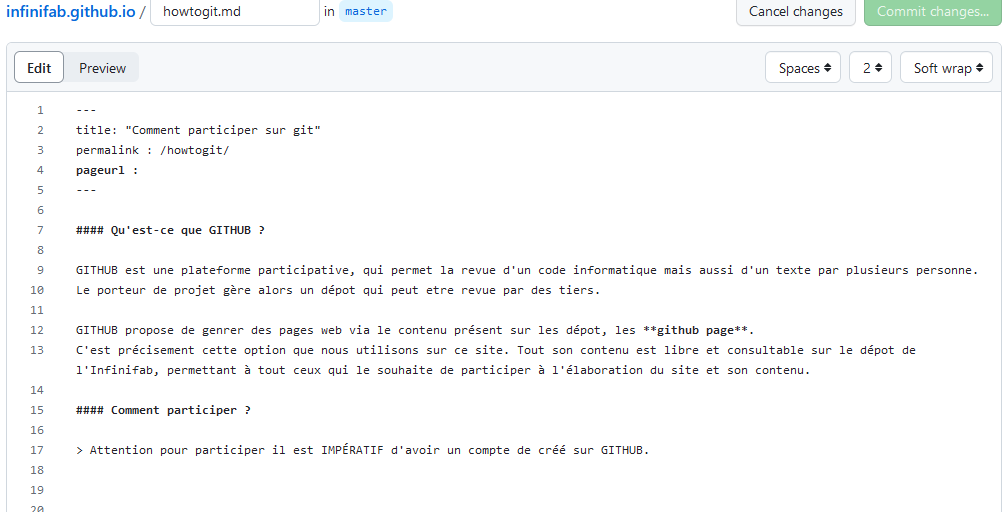 infinifab.github.io / howtogit.md in master Cancel changes Commit changes...
Edit Preview Spaces 2 Soft wrap
1 ---
2 title: "Comment participer sur git"
3 permalink : /howtogit/
4 pageurl :
5 ---
6
7 #### Qu'est-ce que GITHUB ?
8
9 GITHUB est une plateforme participative, qui permet la revue d'un code informatique mais aussi d'un texte par plusieurs personne.
10 Le porteur de projet gère alors un dépot qui peut etre revue par des tiers.
11
12 GITHUB propose de genrer des pages web via le contenu présent sur les dépot, les **github page**.
13 C'est précisement cette option que nous utilisons sur ce site. Tout son contenu est libre et consultable sur le dépot de
l'Infinifab, permettant à tout ceux qui le souhaite de participer à l'élaboration du site et son contenu.
14
15 #### Comment participer ?
16
17 > Attention pour participer il est IMPÉRATIF d'avoir un compte de créé sur GITHUB.
18
19
20